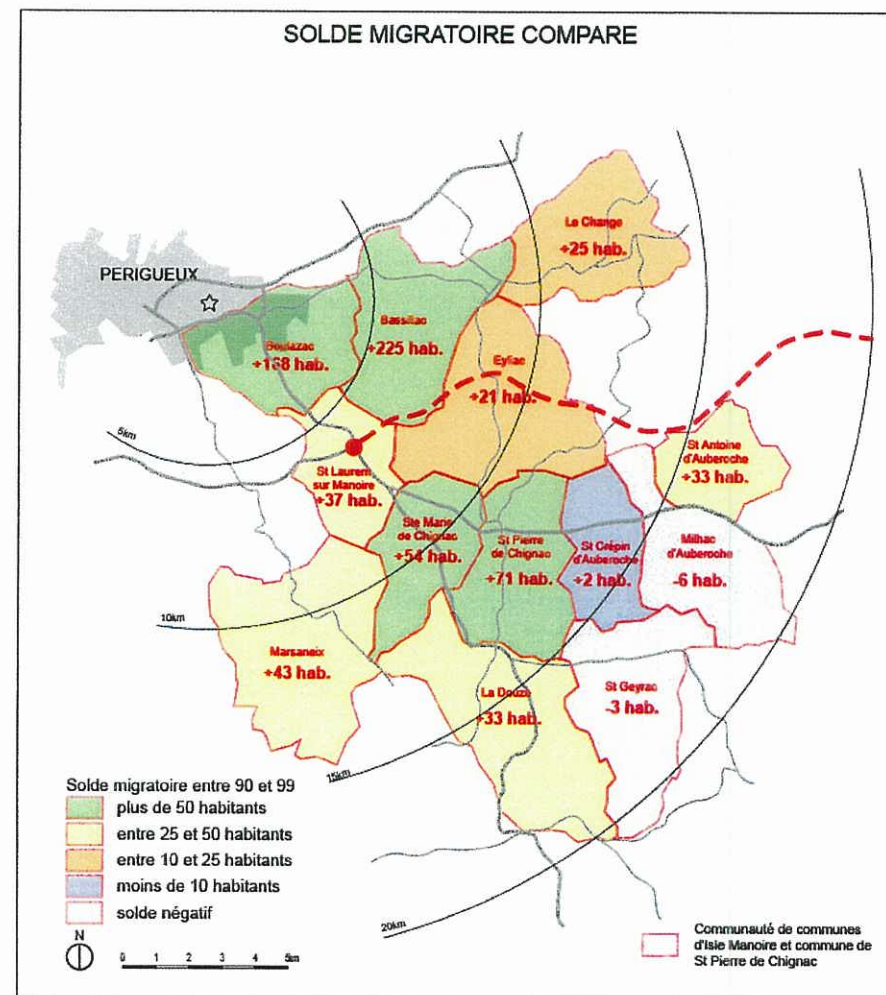 SOLDE MIGRATOIRE COMPARE
Le Change
+25 hab.
PERIGUEUX
Bassillac
+225 hab.
Boulazac
+168 hab.
Eyliac
+21 hab.
5km
St Antoine
d'Auberoche
+33 hab.
St Laurent
sur Manoire
+37 hab.
Ste Marie
de Chignac
+54 hab.
St Pierre
de Chignac
+71 hab.
St Crépin
d'Auberoche
+2 hab.
Milhac
d'Auberoche
-6 hab.
10km
Marsaneix
+43 hab.
La Douze
+33 hab.
St Geyrac
-3 hab.
15km
Solde migratoire entre 90 et 99
plus de 50 habitants
entre 25 et 50 habitants
entre 10 et 25 habitants
moins de 10 habitants
solde négatif
20km
N
0 1 2 3 4 5km
Communauté de communes
d'Isle Manoire et commune de
St Pierre de Chignac